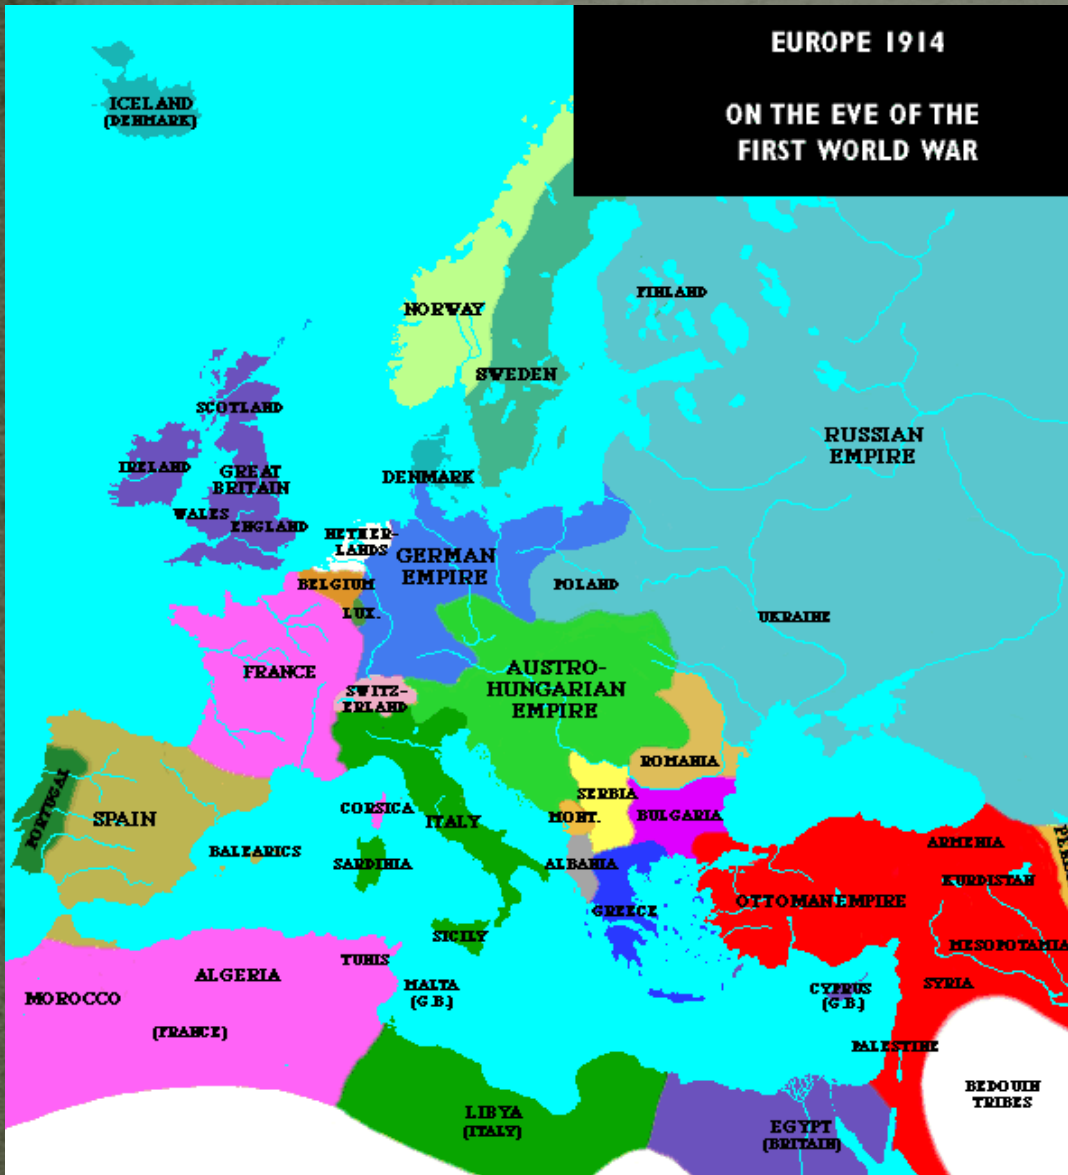 EUROPE 1914
ON THE EVE OF THE
FIRST WORLD WAR
ICELAND
(DENMARK)
FINLAND
NORWAY
SWEDEN
SCOTLAND
RUSSIAN
EMPIRE
IRELAND
GREAT
BRITAIN
DENMARK
WALES
ENGLAND
NETHER-
LANDS
GERMAN
EMPIRE
BELGIUM
POLAND
LUX.
UKRAINE
FRANCE
AUSTRO-
HUNGARIAN
EMPIRE
SWITZ-
ERLAND
ROMANIA
SERBIA
PORTUGAL
SPAIN
CORSICA
ITALY
MONT.
BULGARIA
BALEARICS
SARDINIA
ALBANIA
ARMENIA
KURDISTAN
GREECE
OTTOMAN EMPIRE
SICILY
MESOPOTAMIA
TUNIS
ALGERIA
MOROCCO
(FRANCE)
MALTA
(G.B.)
CYPRUS
(G.B.)
SYRIA
PALESTINE
BEDOUIN
TRIBES
LIBYA
(ITALY)
EGYPT
(BRITAIN)